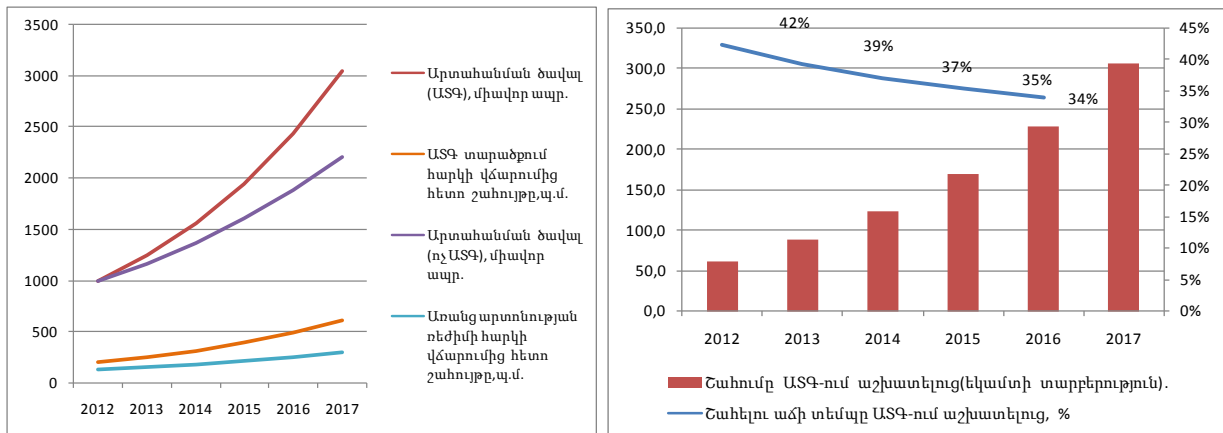 3500
3000
2500
2000
1500
1000
500
0
2012 2013 2014 2015 2016 2017
Արտահանման ծավալ
(ԱՏԳ), միավոր ապր.
ԱՏԳ տարածքում
հարկի վճարումից
հետո շահույթը,պ.մ.
Արտահանման ծավալ
(ոչ ԱՏԳ), միավոր
ապր.
Առանց արտոնության
ռեժիմի հարկի
վճարումից հետո
շահույթը,պ.մ.
350,0
300,0
250,0
200,0
150,0
100,0
50,0
0,0
42%
39%
37%
35%
34%
45%
40%
35%
30%
25%
20%
15%
10%
5%
0%
2012 2013 2014 2015 2016 2017
Շահումը ԱՏԳ-ում աշխատելուց(եկամտի տարբերություն).
Շահելու աճի տեմպը ԱՏԳ-ում աշխատելուց, %